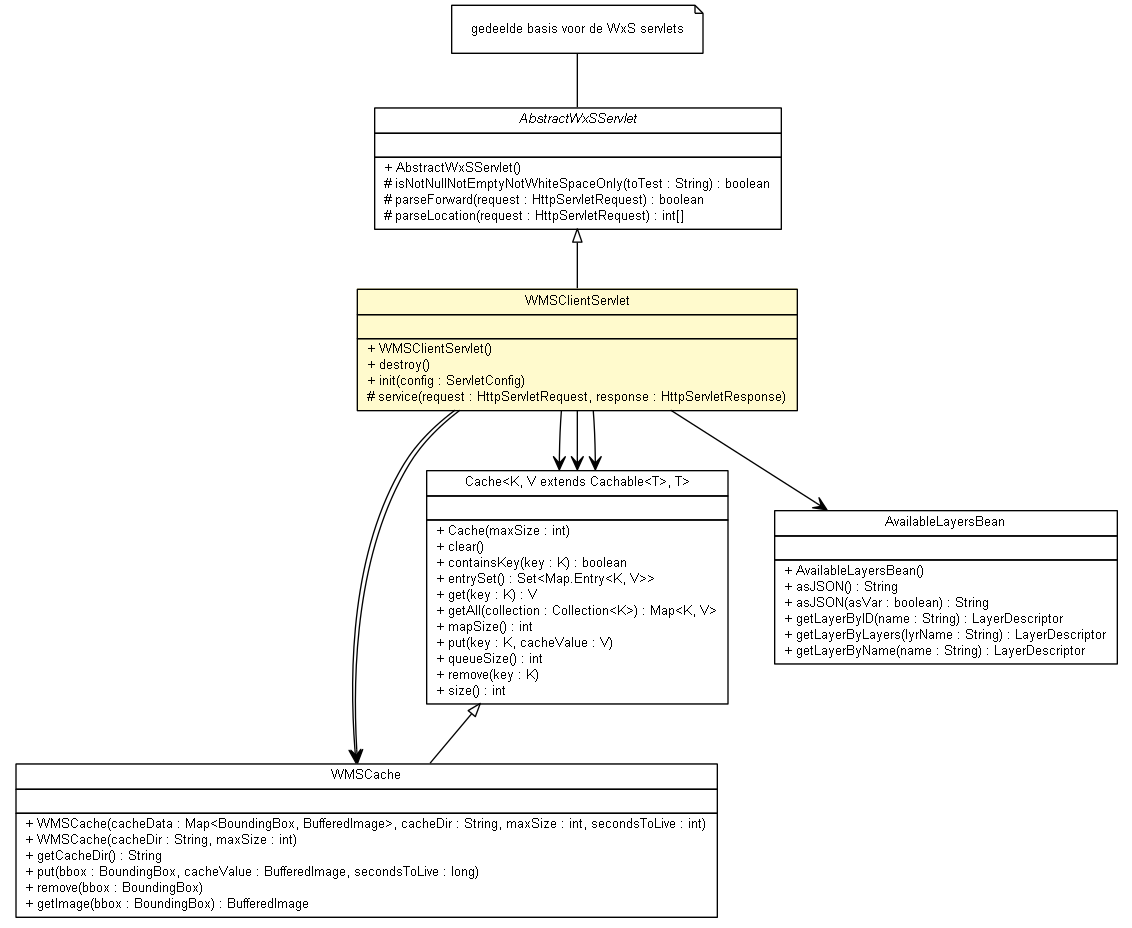 gedeelde basis voor de WxS servlets
AbstractWxSServlet
+ AbstractWxSServlet()
# isNotNullNotEmptyNotWhiteSpaceOnly(toTest : String) : boolean
# parseForward(request : HttpServletRequest) : boolean
# parseLocation(request : HttpServletRequest) : int[]
WMSClientServlet
+ WMSClientServlet()
+ destroy()
+ init(config : ServletConfig)
# service(request : HttpServletRequest, response : HttpServletResponse)
Cache<K, V extends Cachable<T>, T>
+ Cache(maxSize : int)
+ clear()
+ containsKey(key : K) : boolean
+ entrySet() : Set<Map.Entry<K, V>>
+ get(key : K) : V
+ getAll(collection : Collection<K>) : Map<K, V>
+ mapSize() : int
+ put(key : K, cacheValue : V)
+ queueSize() : int
+ remove(key : K)
+ size() : int
AvailableLayersBean
+ AvailableLayersBean()
+ asJSON() : String
+ asJSON(asVar : boolean) : String
+ getLayerByID(name : String) : LayerDescriptor
+ getLayerByLayers(lyrName : String) : LayerDescriptor
+ getLayerByName(name : String) : LayerDescriptor
WMSCache
+ WMSCache(cacheData : Map<BoundingBox, BufferedImage>, cacheDir : String, maxSize : int, secondsToLive : int)
+ WMSCache(cacheDir : String, maxSize : int)
+ getCacheDir() : String
+ put(bbox : BoundingBox, cacheValue : BufferedImage, secondsToLive : long)
+ remove(bbox : BoundingBox)
+ getImage(bbox : BoundingBox) : BufferedImage